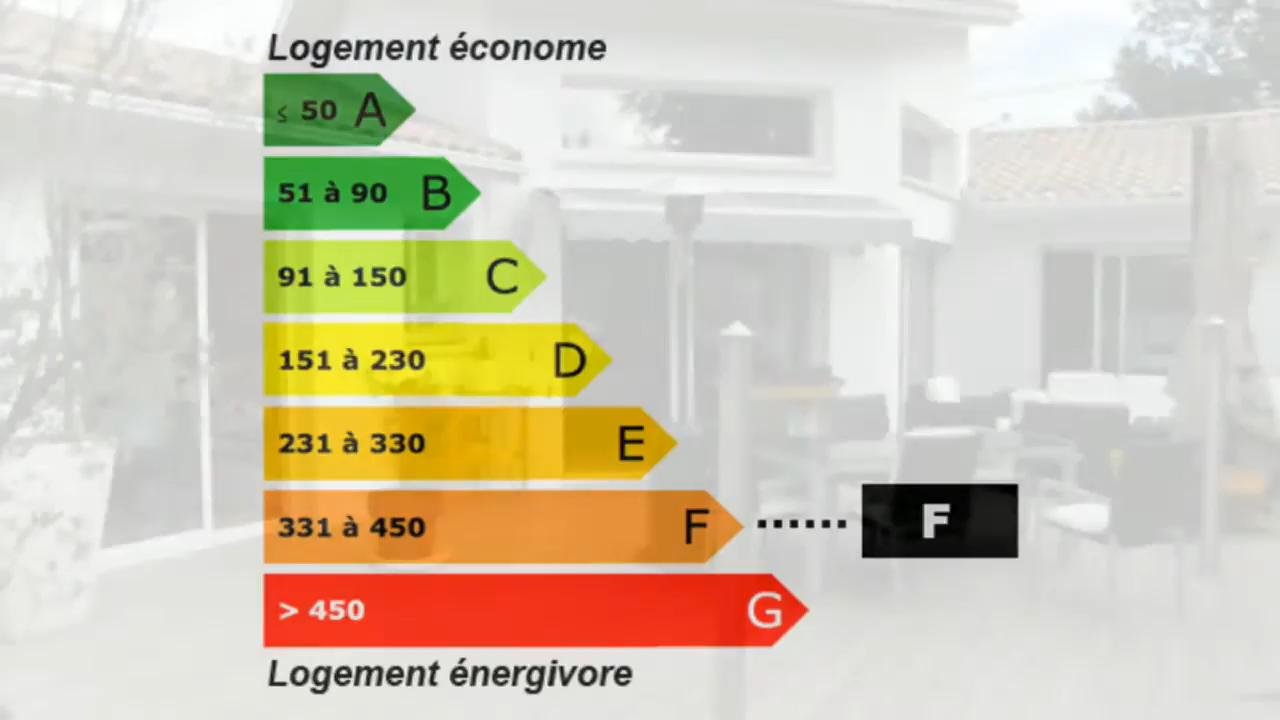 Logement économe
≤ 50 A
51 à 90 B
91 à 150 C
151 à 230 D
231 à 330 E
331 à 450 F
F
> 450 G
Logement énergivore